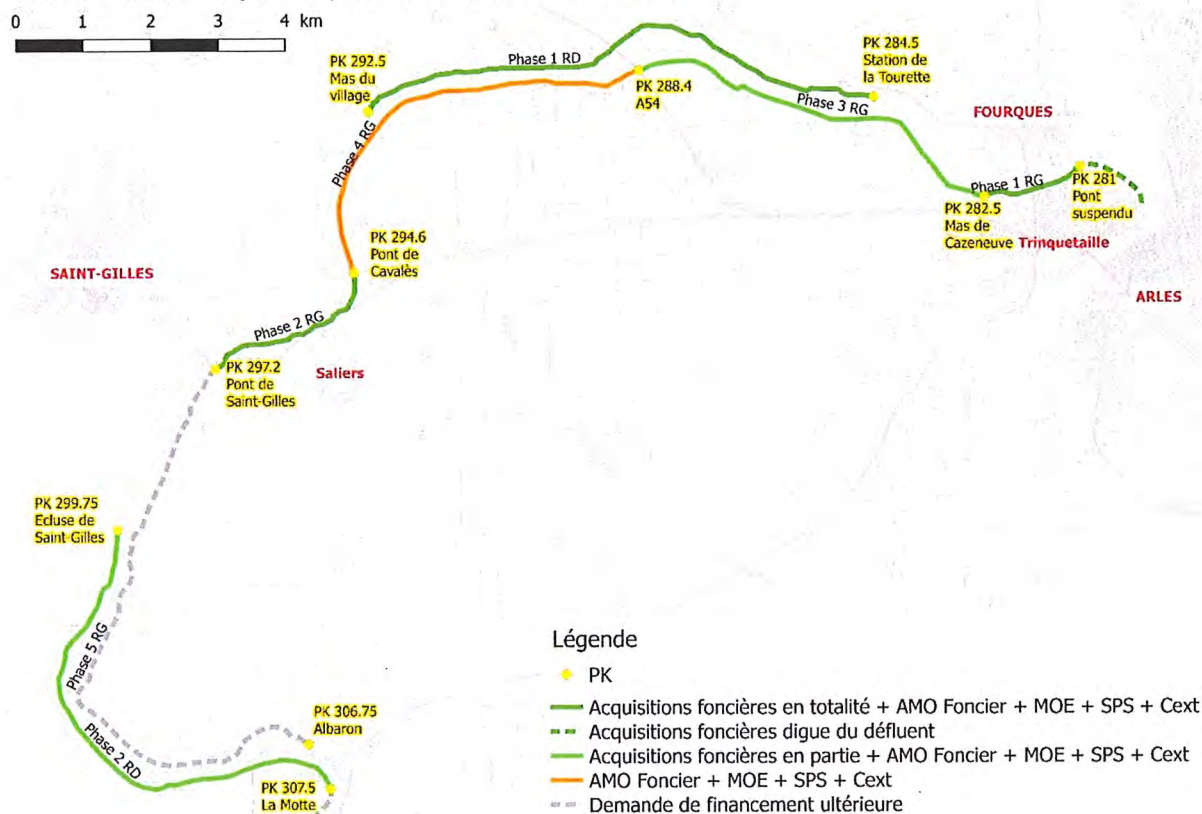 0 1 2 3 4 km
PK 292.5
Mas du
village
Phase 1 RD
PK 284.5
Station de
la Tourette
PK 288.4
A54
Phase 3 RG
FOURQUES
Phase 4 RG
Phase 1 RG
PK 281
Pont
suspendu
PK 282.5
Mas de
Cazeneuve
Trinquetaille
PK 294.6
Pont de
Cavalès
SAINT-GILLES
ARLES
Phase 2 RG
PK 297.2
Pont de
Saint-Gilles
Saliers
PK 299.75
Ecluse de
Saint-Gilles
Phase 5 RG
Phase 2 RD
PK 306.75
Albaron
PK 307.5
La Motte
Légende
PK
Acquisitions foncières en totalité + AMO Foncier + MOE + SPS + Cext
Acquisitions foncières digue du défluent
Acquisitions foncières en partie + AMO Foncier + MOE + SPS + Cext
AMO Foncier + MOE + SPS + Cext
Demande de financement ultérieure